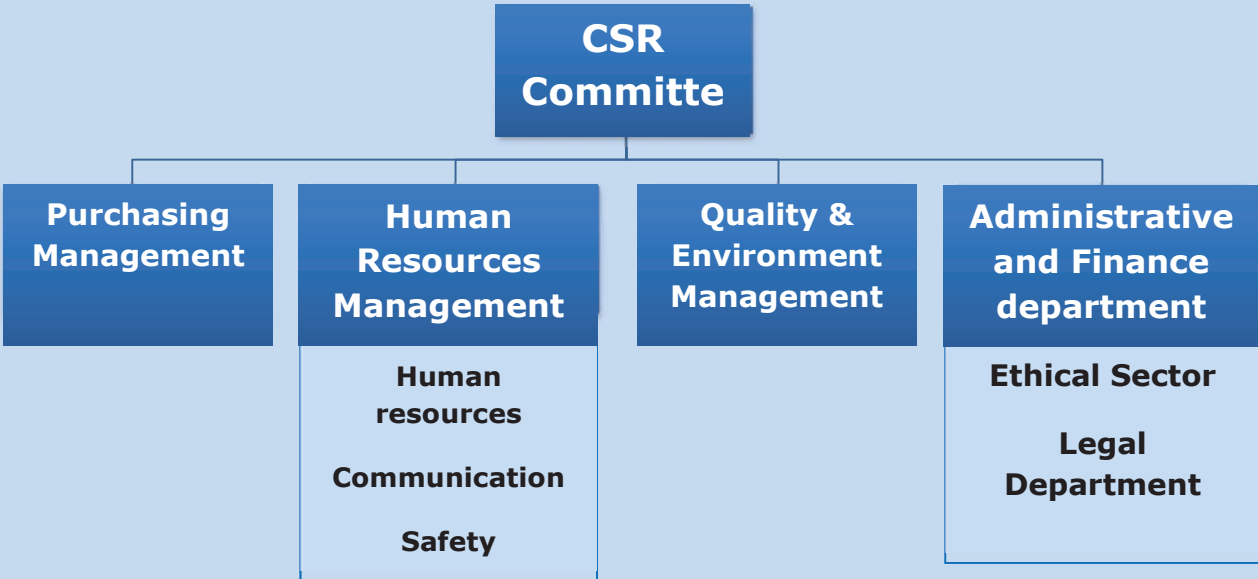 CSR
Committe
Purchasing
Management
Human
Resources
Management
Quality &
Environment
Management
Administrative
and Finance
department
Human
resources
Communication
Safety
Ethical Sector
Legal
Department